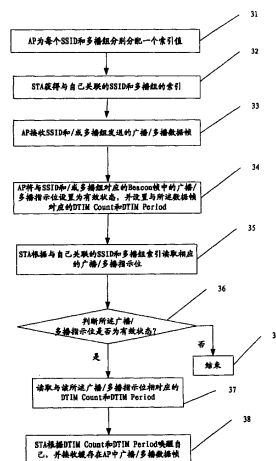 AP为每个SSID和多播组分别分配一个索引值
31
STA获得与自己关联的SSID和多播组的索引
32
AP接收SSID和/或多播组发送的广播/多播数据帧
33
AP将与SSID和/或多播组对应的Beacon帧中的广播/
多播指示位设置为有效状态，并设置与所述数据帧
对应的DTIM Count和DTIM Period
34
STA根据与自己关联的SSID和多播组索引读取相应
的广播/多播指示位
35
判断所述广播/
多播指示位是否为有效状态？
36
否
结束
3
是
读取与该所述广播/多播指示位相对应的
DTIM Count和DTIM Period
37
STA根据DTIM Count和DTIM Period唤醒自
己，并接收缓存在AP中广播/多播数据帧
38